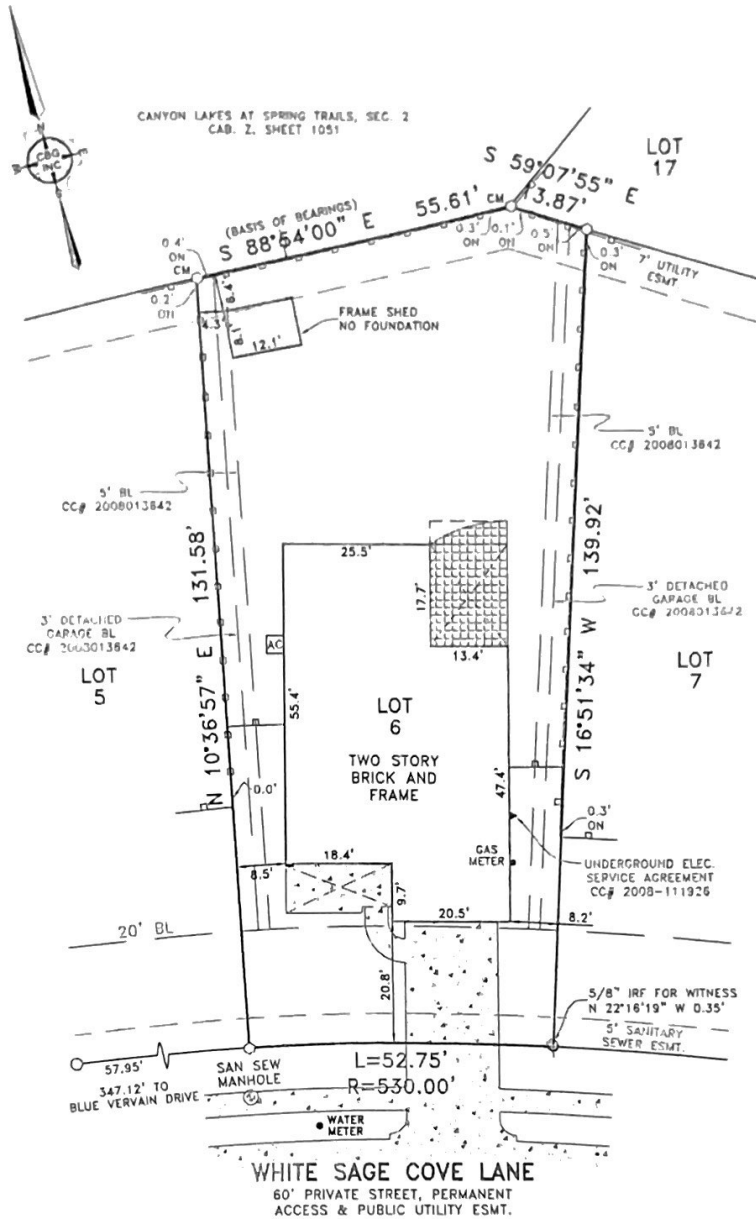 CANYON LAKES AT SPRING TRAILS, SEC. 2
CAB. Z, SHEET 1051
N
E
S
W
CBG
INC
LOT
17
S 59°07'55" E
13.87'
(BASIS OF BEARINGS)
S 88°54'00" E 55.61'
CM
0.3'
ON
0.1'
ON
0.5'
ON
0.3'
ON
7' UTILITY
ESMT
0.4'
ON
CM
0.2'
ON
6.4'
4.3'
8.1'
12.1'
FRAME SHED
NO FOUNDATION
5' BL
CC# 2008013642
5' BL
CC# 2008013642
N 10°36'57" E 131.58'
S 16°51'34" W 139.92'
25.5'
17.7'
13.4'
3' DETACHED
GARAGE BL
CC# 2008013642
3' DETACHED
GARAGE BL
CC# 2008013642
AC
LOT
5
LOT
7
55.4'
LOT
6
TWO STORY
BRICK AND
FRAME
47.4'
0.0'
0.3'
ON
GAS
METER
UNDERGROUND ELEC.
SERVICE AGREEMENT
CC# 2008-111926
18.4'
8.5'
9.7'
20.5'
8.2'
20' BL
20.8'
5/8" IRF FOR WITNESS
N 22°16'19" W 0.35'
5' SANITARY
SEWER ESMT.
57.95'
347.12' TO
BLUE VERVAIN DRIVE
SAN SEW
MANHOLE
L=52.75'
R=530.00'
WATER
METER
WHITE SAGE COVE LANE
60' PRIVATE STREET, PERMANENT
ACCESS & PUBLIC UTILITY ESMT.